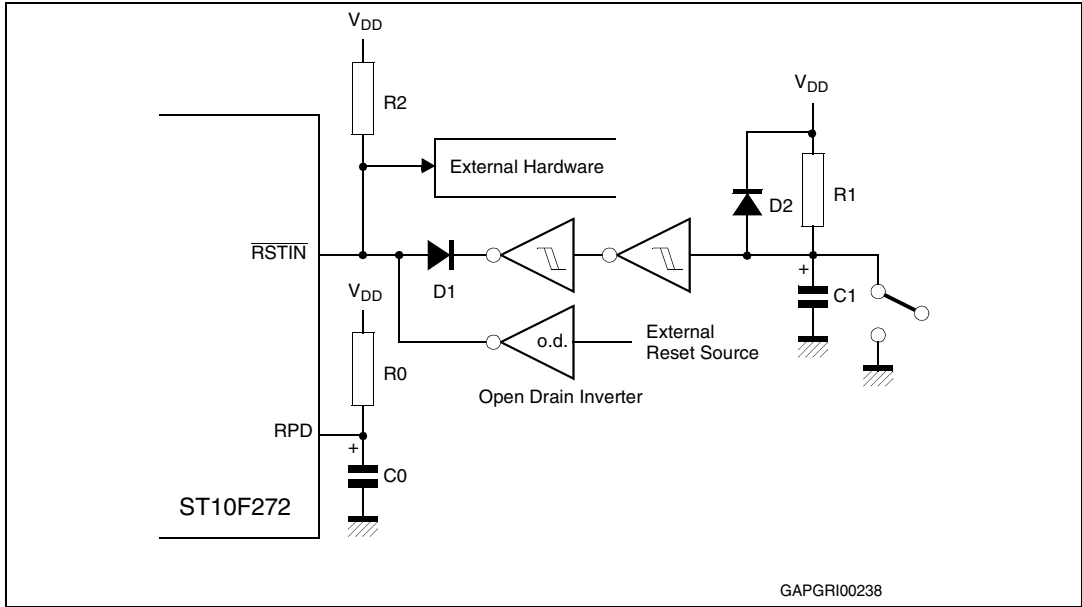 VDD
R2
VDD
External Hardware
D2
R1
RSTIN
D1
+
C1
VDD
o.d.
External
Reset Source
R0
Open Drain Inverter
RPD
+
C0
ST10F272
GAPGRI00238